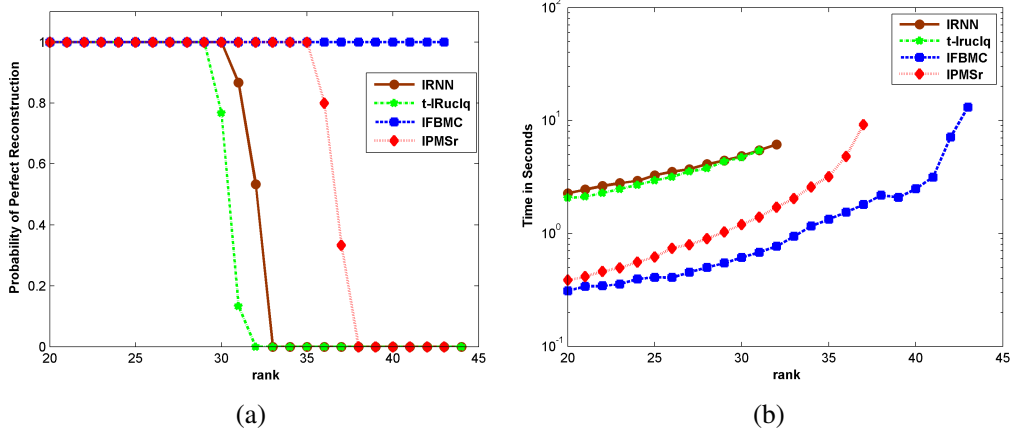 1
0.8
0.6
0.4
0.2
0
20
25
30
35
40
45
rank
Probability of Perfect Reconstruction
IRNN
t-IRucIq
IFBMC
IPMSr
(a)
10^2
10^1
10^0
10^-1
20
25
30
35
40
45
rank
Time in Seconds
IRNN
t-Iruclq
IFBMC
IPMSr
(b)